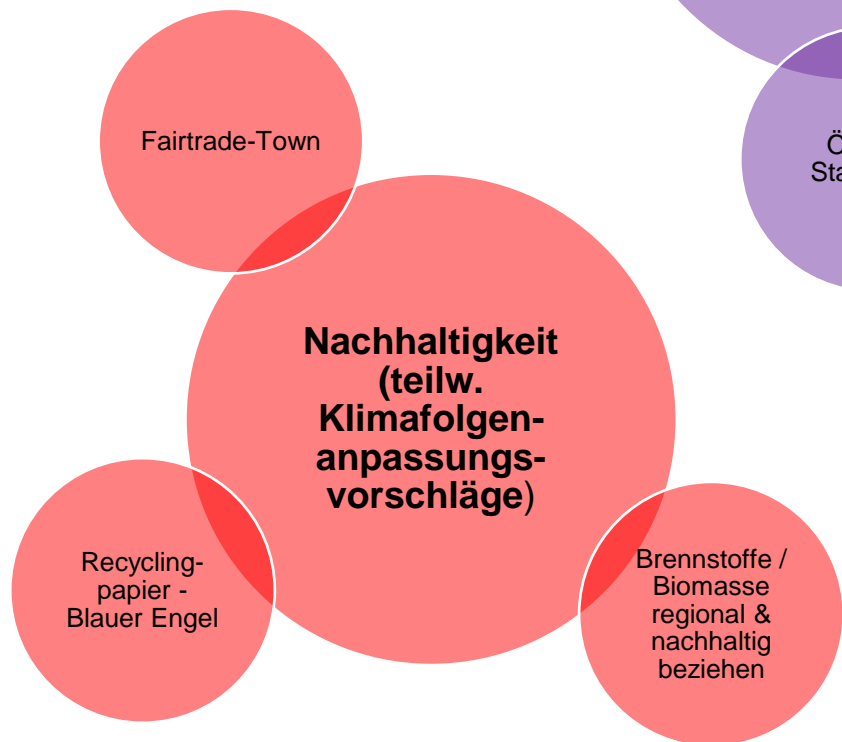 Fairtrade-Town
Nachhaltigkeit
(teilw.
Klimafolgen-
anpassungs-
vorschläge)
Recycling-
papier -
Blauer Engel
Brennstoffe /
Biomasse
regional &
nachhaltig
beziehen